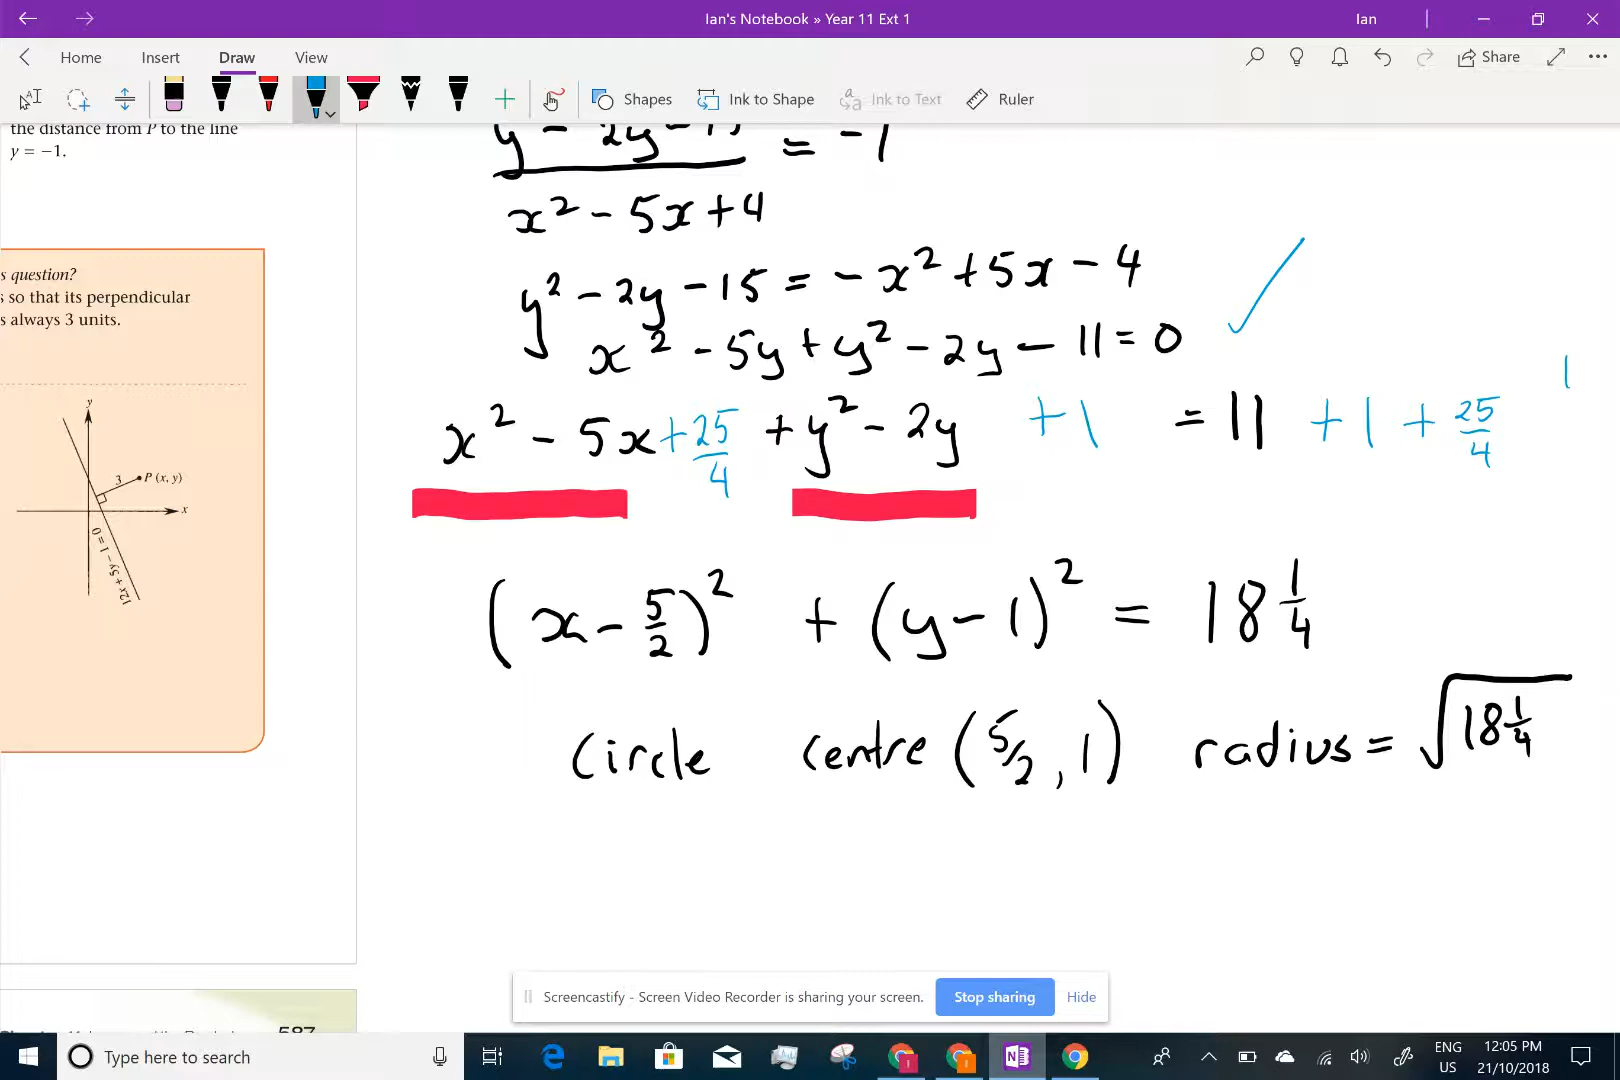 Ian's Notebook » Year 11 Ext 1
Ian
Home Insert Draw View
Share
Shapes Ink to Shape Ink to Text Ruler
the distance from P to the line
y = −1.
s question?
s so that its perpendicular
s always 3 units.
y
3 P (x, y)
x
12x + 5y − 1 = 0
587
= -1
x² - 5x + 4
y² - 2y - 15 = -x² + 5x - 4
x² - 5y + y² - 2y - 11 = 0
x² - 5x + 25/4 + y² - 2y + 1 = 11 + 1 + 25/4
(x - 5/2)² + (y - 1)² = 18 1/4
circle centre (5/2, 1) radius = √18 1/4
Screencastify - Screen Video Recorder is sharing your screen. Stop sharing Hide
Type here to search
ENG
US
12:05 PM
21/10/2018